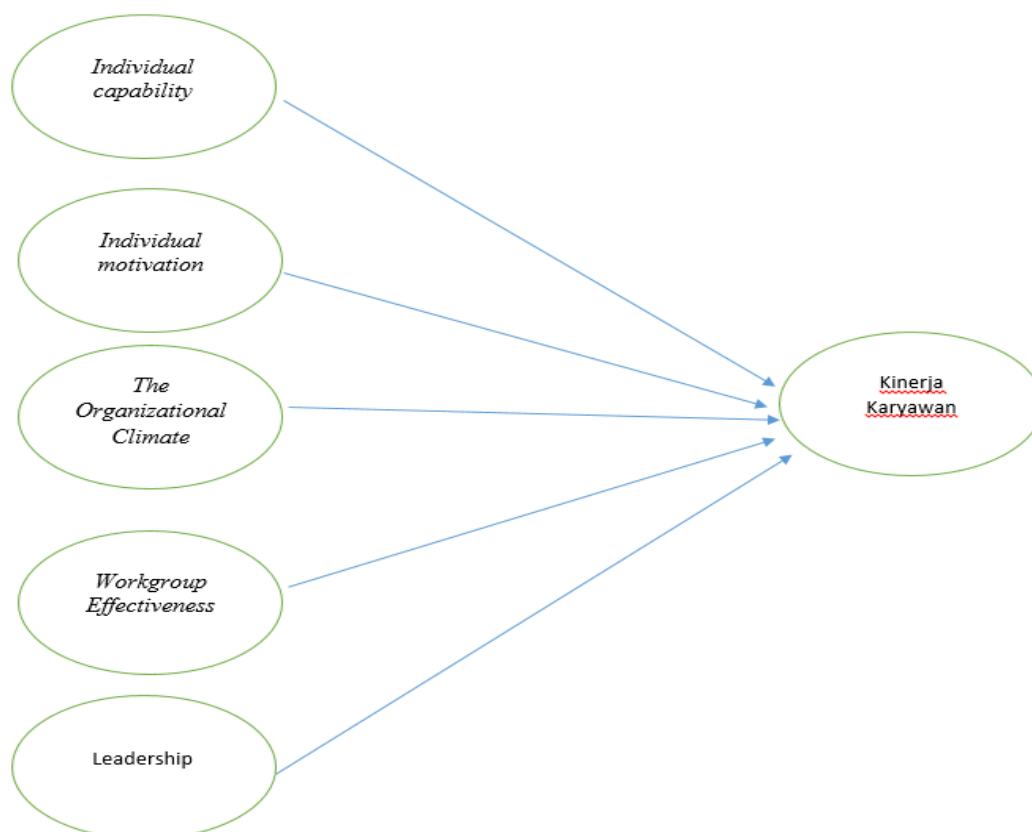 Individual
capability
Individual
motivation
The
Organizational
Climate
Workgroup
Effectiveness
Leadership
Kinerja
Karyawan